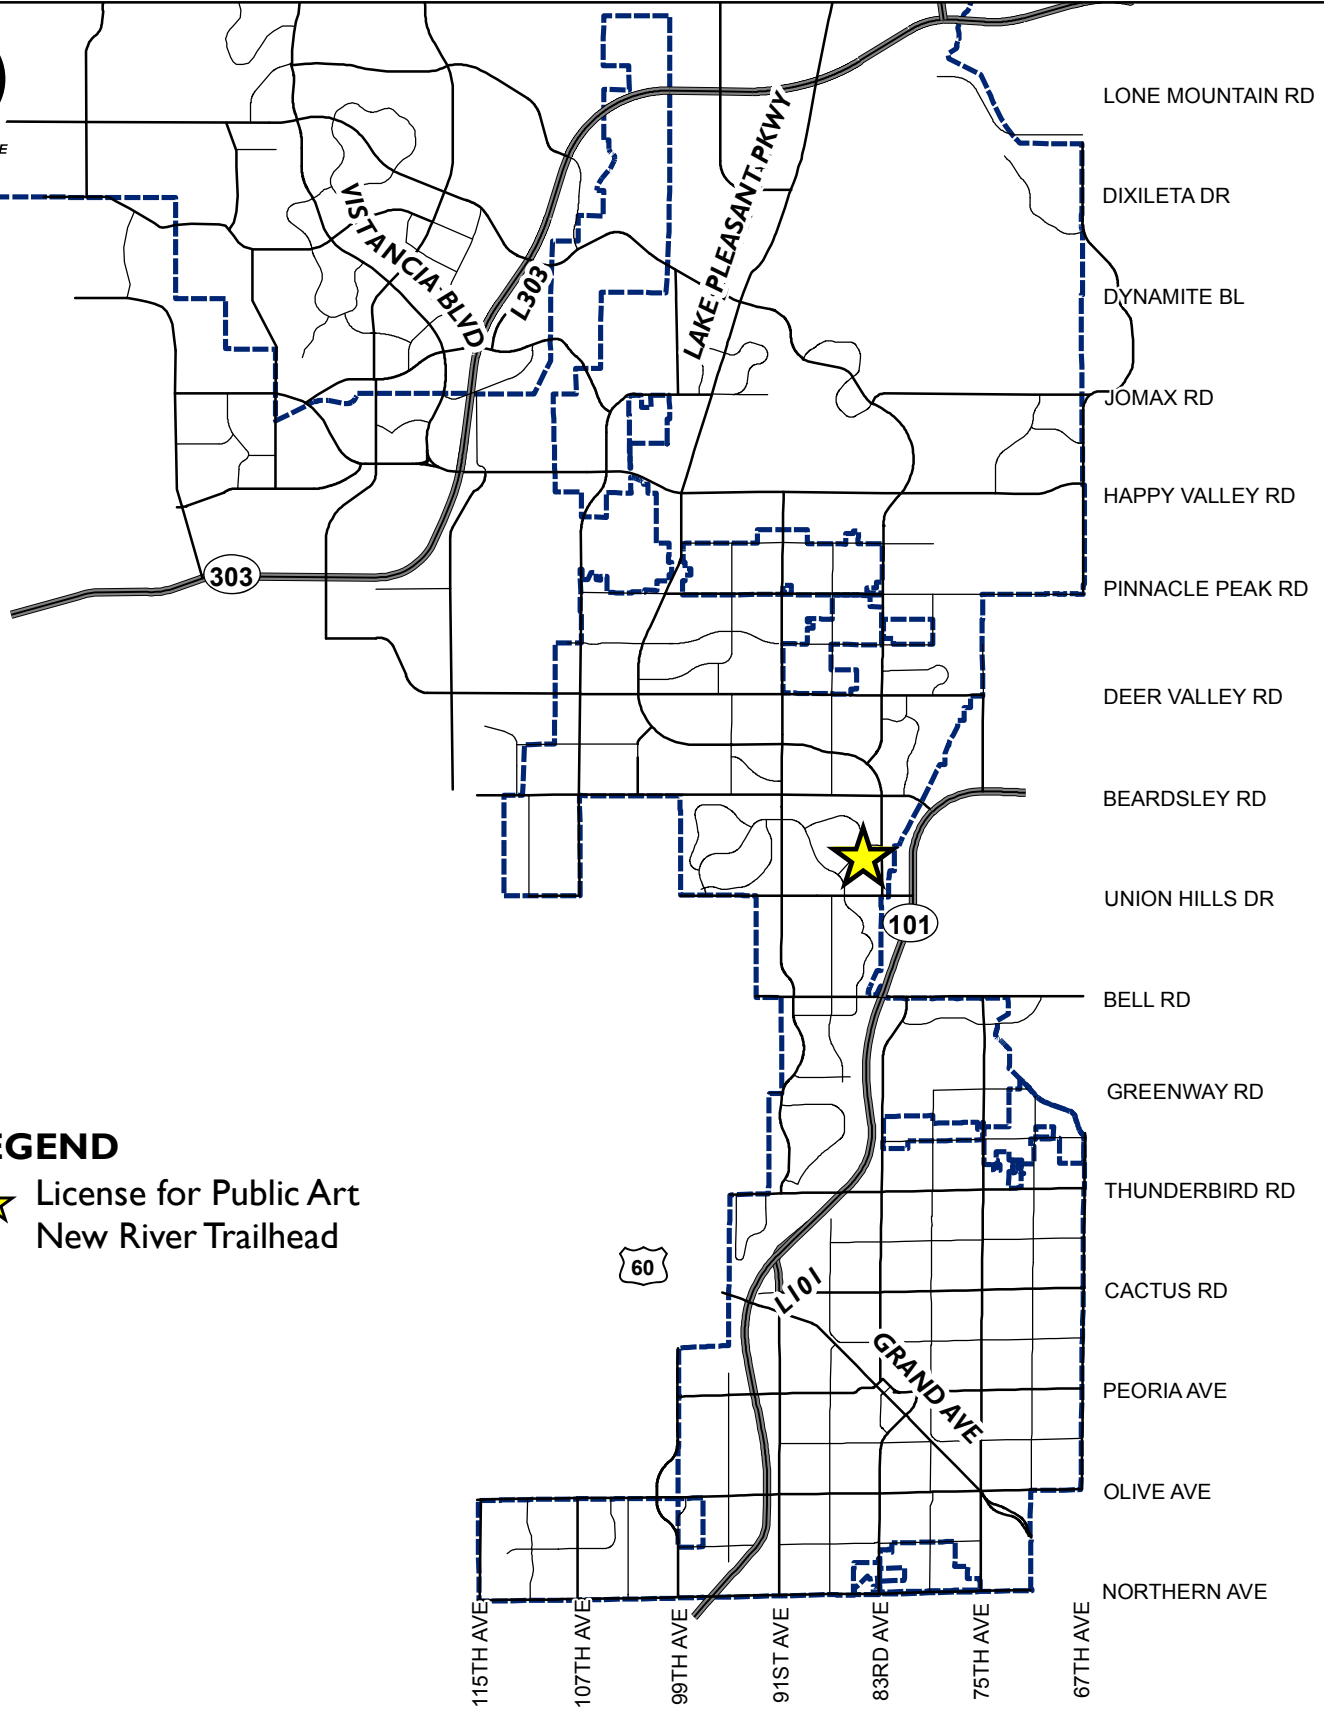 LONE MOUNTAIN RD
E
DIXILETA DR
VISTANCIA BLVD
L303
LAKE PLEASANT PKWY
DYNAMITE BL
JOMAX RD
HAPPY VALLEY RD
303
PINNACLE PEAK RD
DEER VALLEY RD
BEARDSLEY RD
UNION HILLS DR
101
BELL RD
GREENWAY RD
EGEND
License for Public Art
New River Trailhead
THUNDERBIRD RD
60
L101
CACTUS RD
GRAND AVE
PEORIA AVE
OLIVE AVE
NORTHERN AVE
115TH AVE
107TH AVE
99TH AVE
91ST AVE
83RD AVE
75TH AVE
67TH AVE